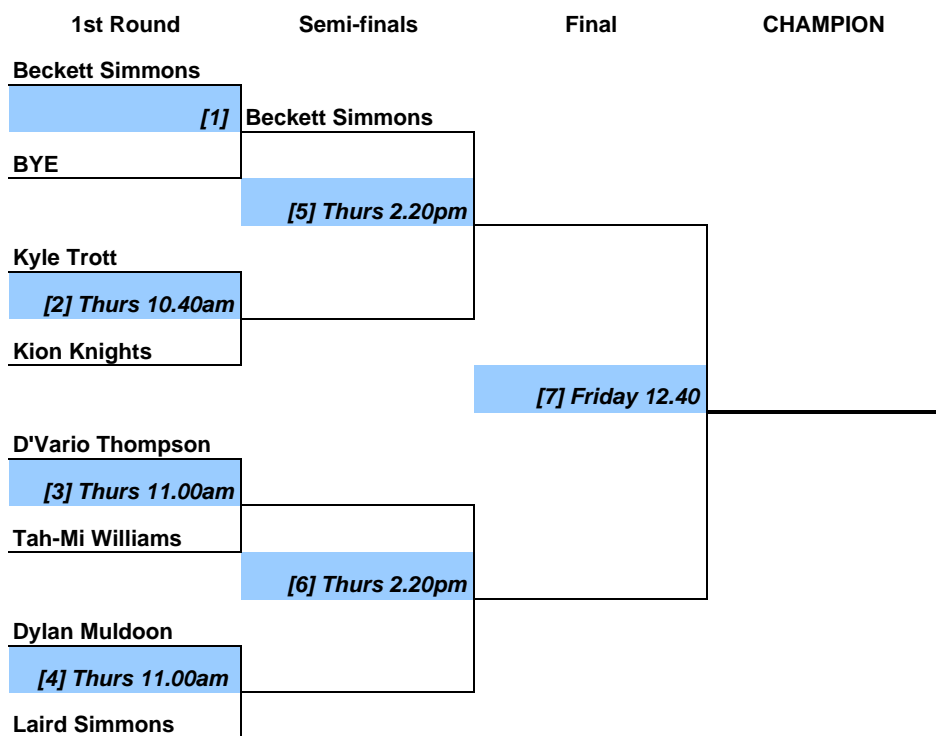 1st Round Semi-finals Final CHAMPION
Beckett Simmons
[1] Beckett Simmons
BYE
[5] Thurs 2.20pm
Kyle Trott
[2] Thurs 10.40am
Kion Knights
[7] Friday 12.40
D'Vario Thompson
[3] Thurs 11.00am
Tah-Mi Williams
[6] Thurs 2.20pm
Dylan Muldoon
[4] Thurs 11.00am
Laird Simmons